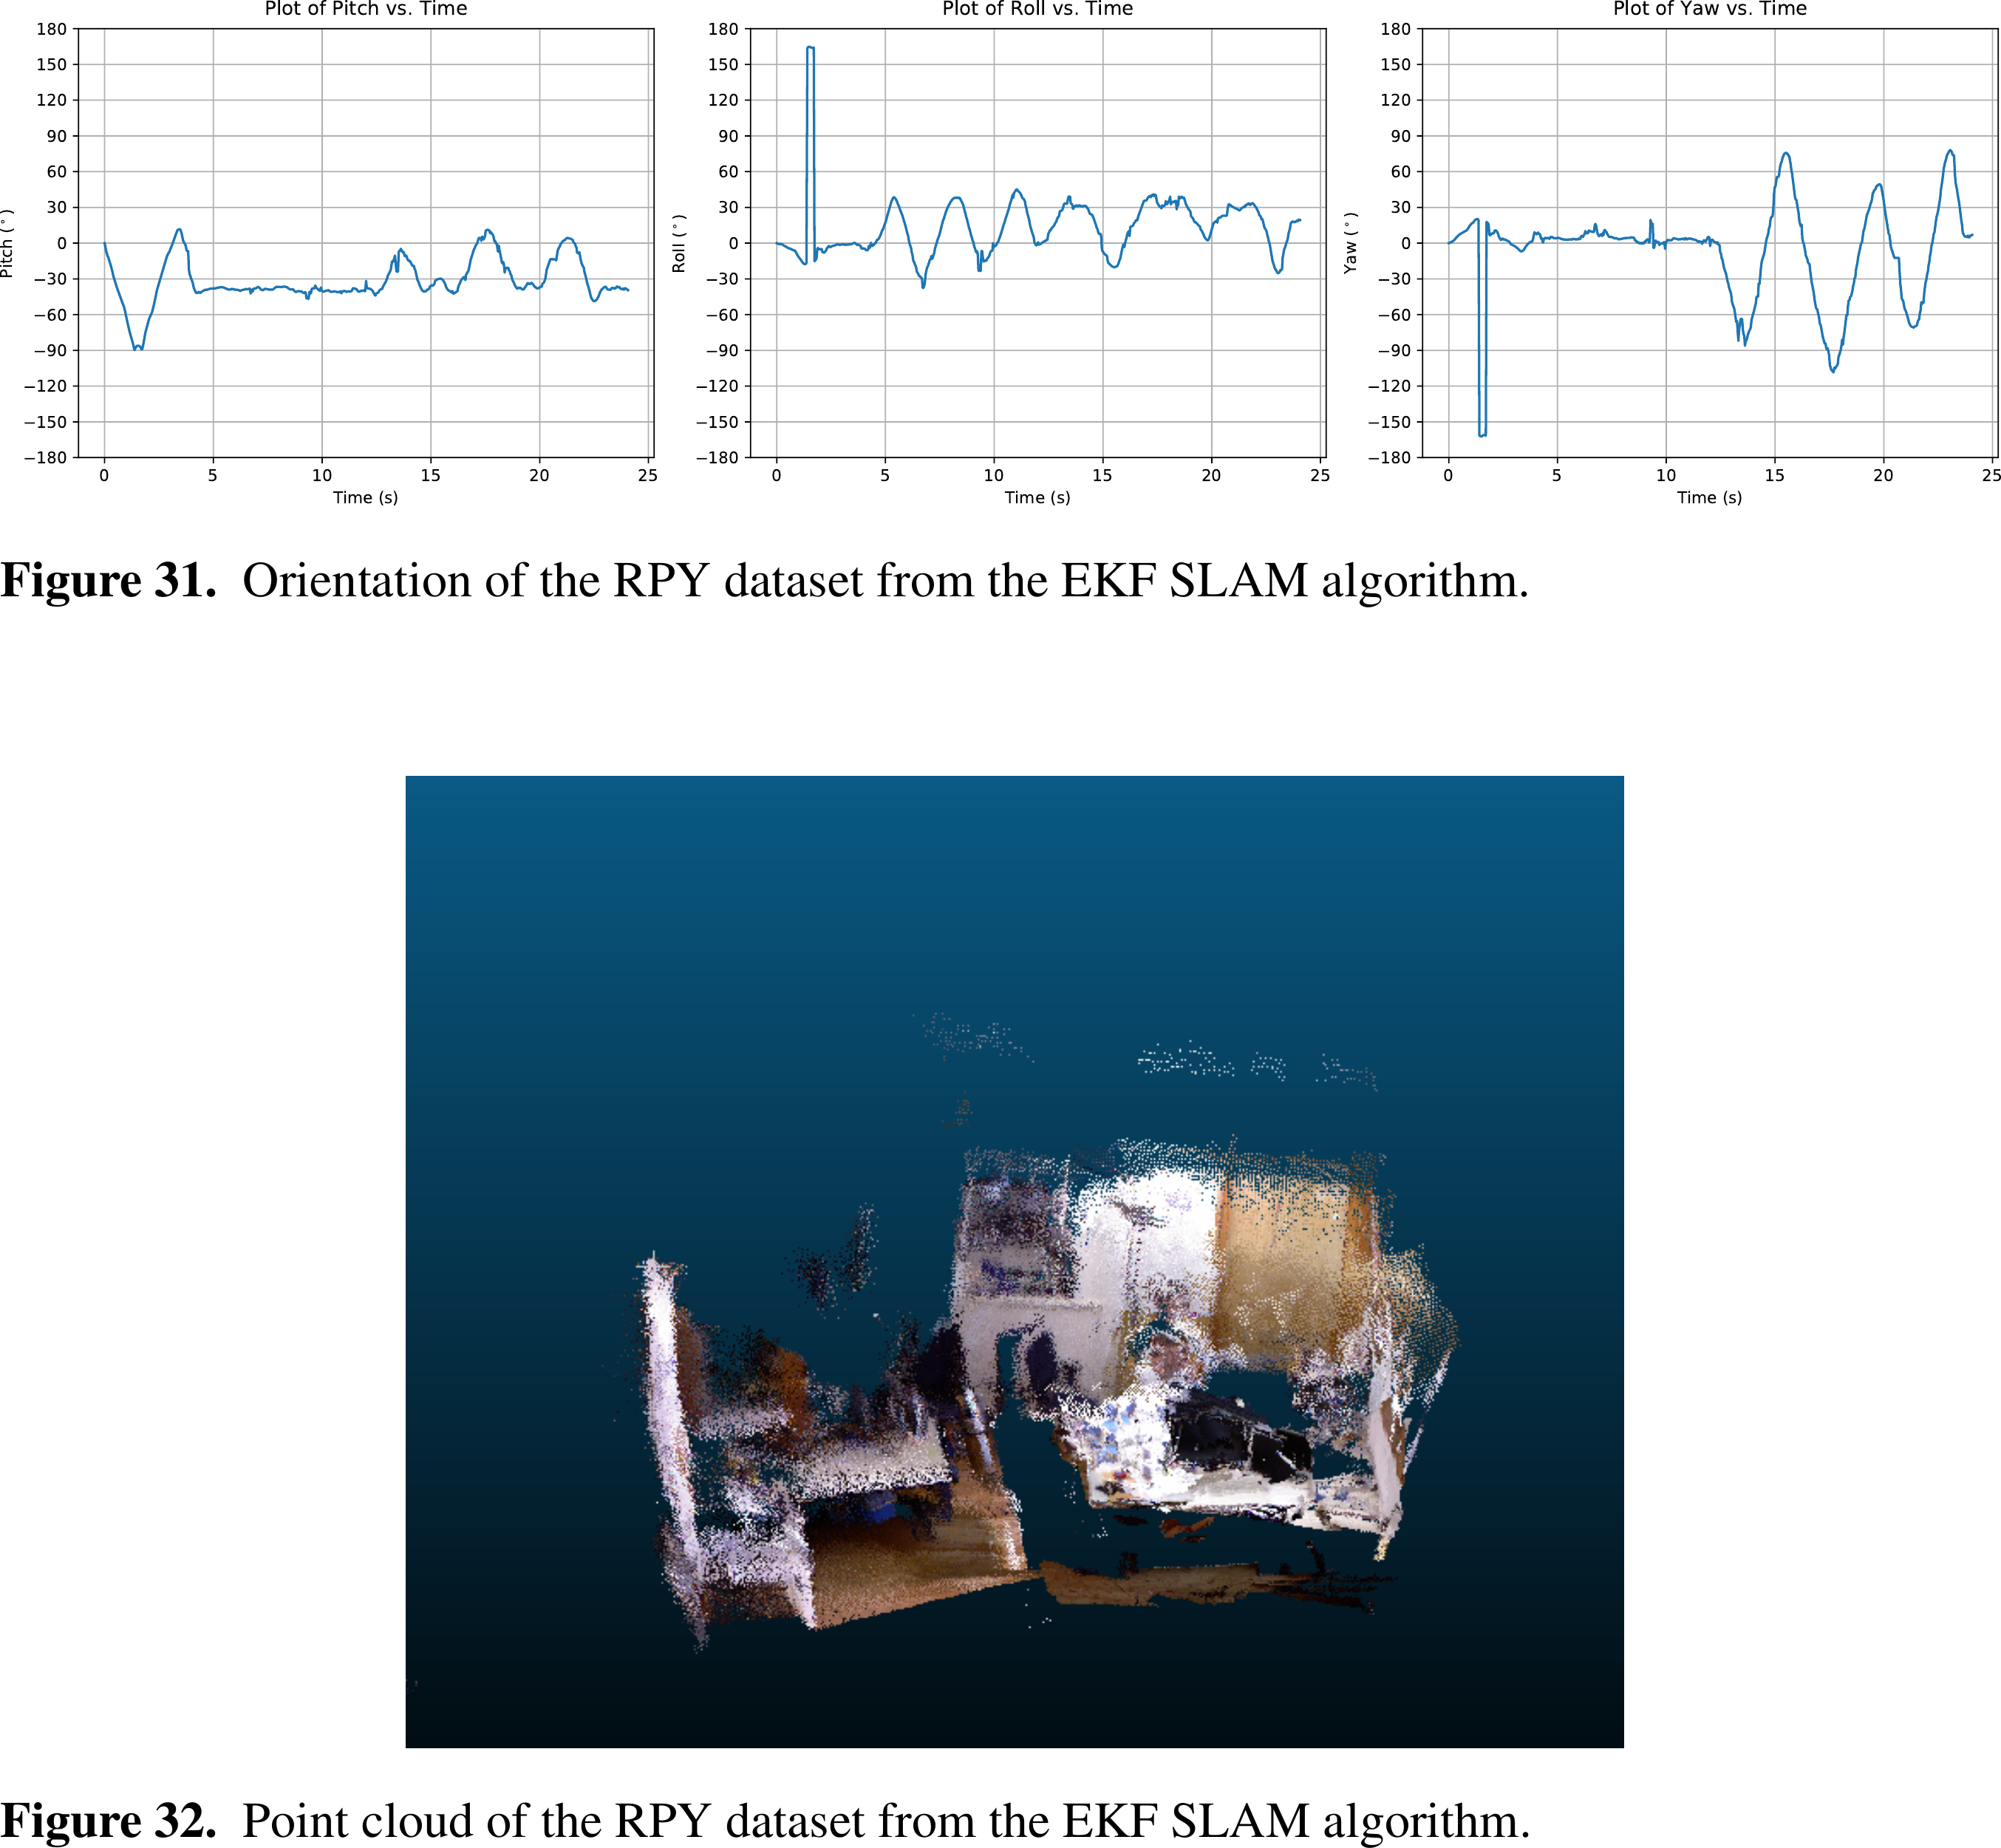 Plot of Pitch vs. Time
180
150
120
90
60
30
0
−30
−60
−90
−120
−150
−180
Pitch (°)
0 5 10 15 20 25
Time (s)
Plot of Roll vs. Time
180
150
120
90
60
30
0
−30
−60
−90
−120
−150
−180
Roll (°)
0 5 10 15 20 25
Time (s)
Plot of Yaw vs. Time
180
150
120
90
60
30
0
−30
−60
−90
−120
−150
−180
Yaw (°)
0 5 10 15 20 25
Time (s)
Figure 31. Orientation of the RPY dataset from the EKF SLAM algorithm.
Figure 32. Point cloud of the RPY dataset from the EKF SLAM algorithm.